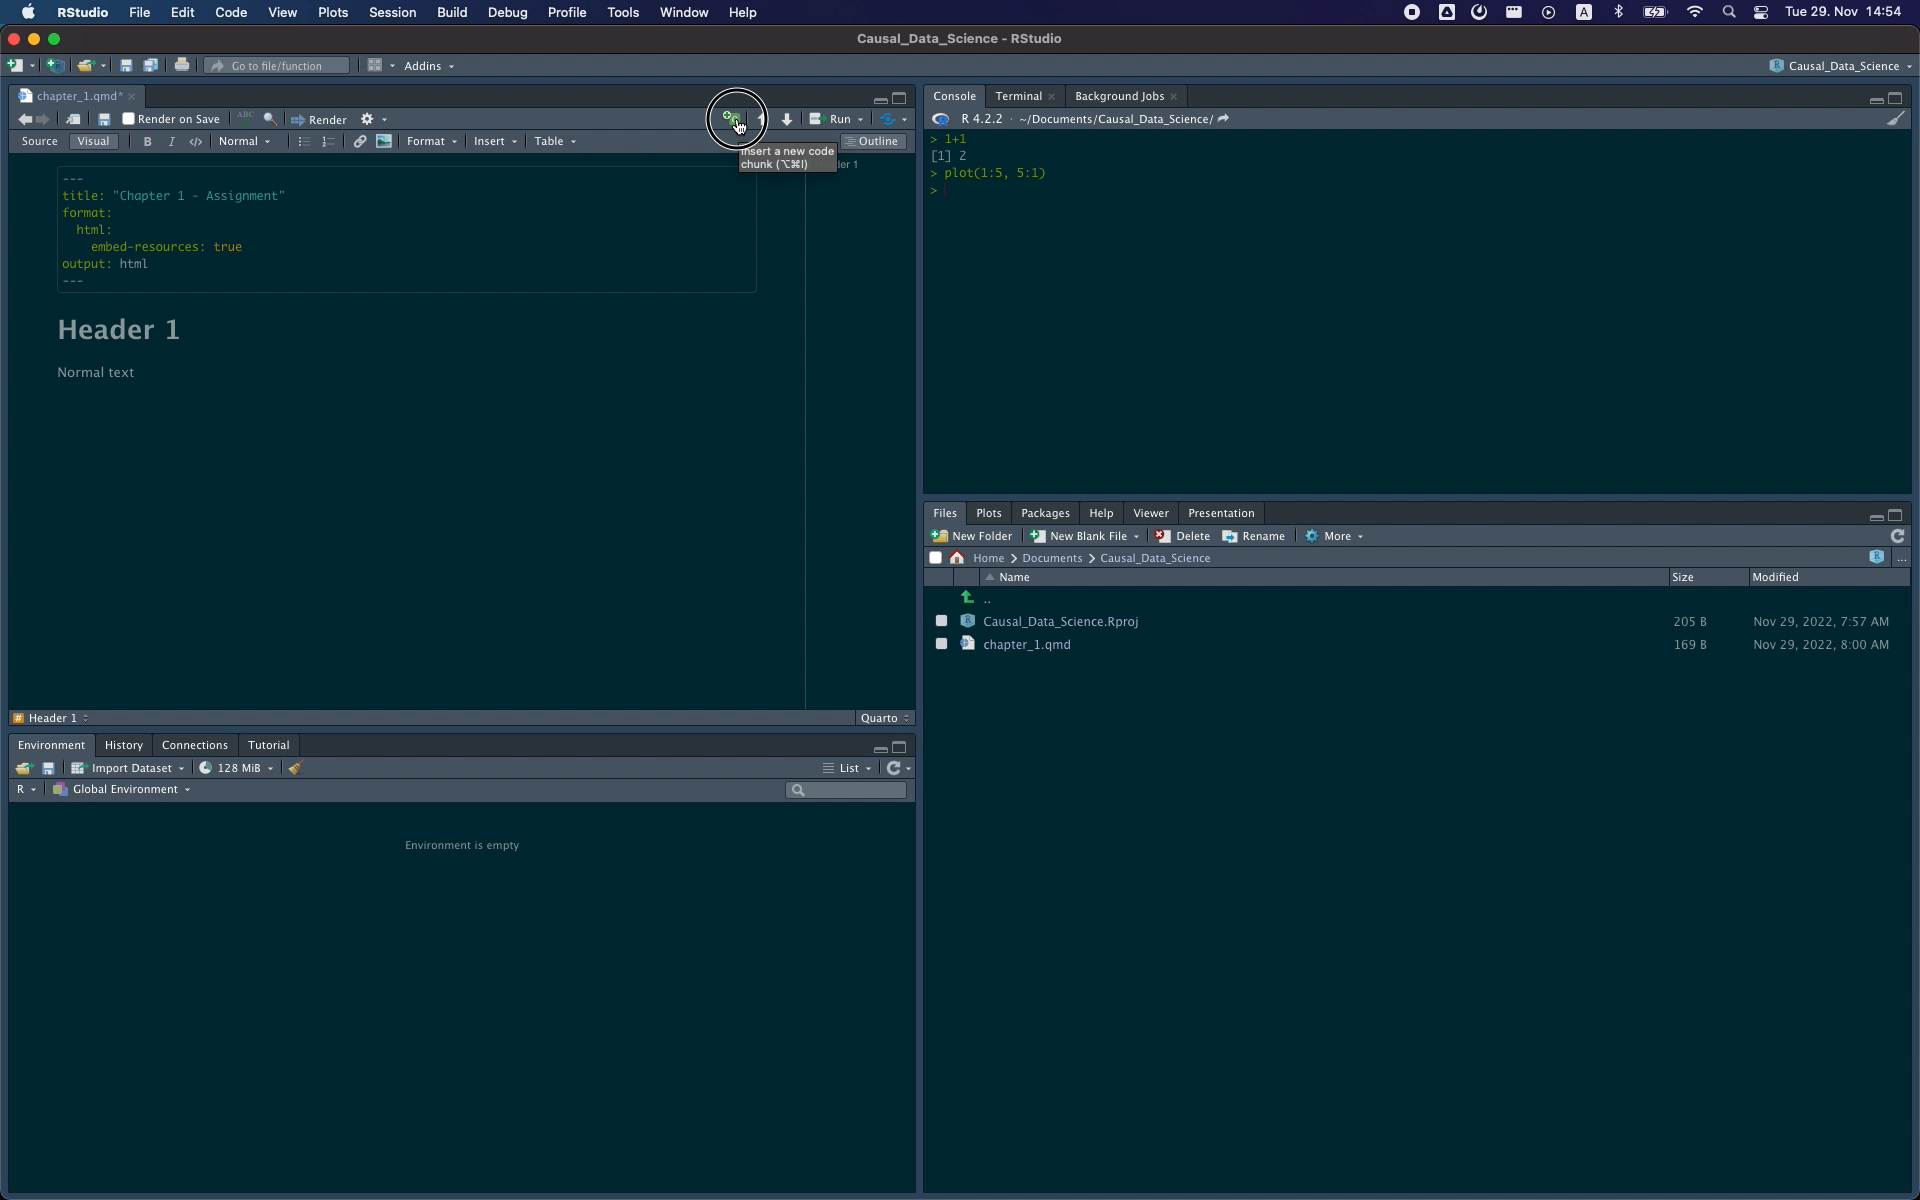 RStudio File Edit Code View Plots Session Build Debug Profile Tools Window Help A Tue 29. Nov 14:54
Causal_Data_Science - RStudio
Go to file/function Addins Causal_Data_Science
chapter_1.qmd*
Render on Save ABC Render Run
Source Visual B I </> Normal Format Insert Table Outline
Insert a new code
chunk (⌥⌘I)
---
title: "Chapter 1 - Assignment"
format:
html:
embed-resources: true
output: html
---
Header 1
Normal text
# Header 1 Quarto
Environment History Connections Tutorial
Import Dataset 128 MiB List
R Global Environment
Environment is empty
Console Terminal Background Jobs
R 4.2.2 · ~/Documents/Causal_Data_Science/
> 1+1
[1] 2
> plot(1:5, 5:1)
>
Files Plots Packages Help Viewer Presentation
New Folder New Blank File Delete Rename More
Home > Documents > Causal_Data_Science ...
Name Size Modified
..
Causal_Data_Science.Rproj 205 B Nov 29, 2022, 7:57 AM
chapter_1.qmd 169 B Nov 29, 2022, 8:00 AM